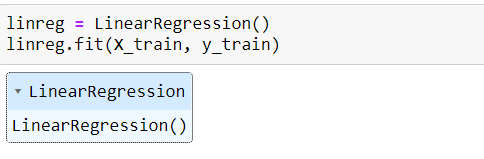 linreg = LinearRegression()
linreg.fit(X_train, y_train)
LinearRegression
LinearRegression()